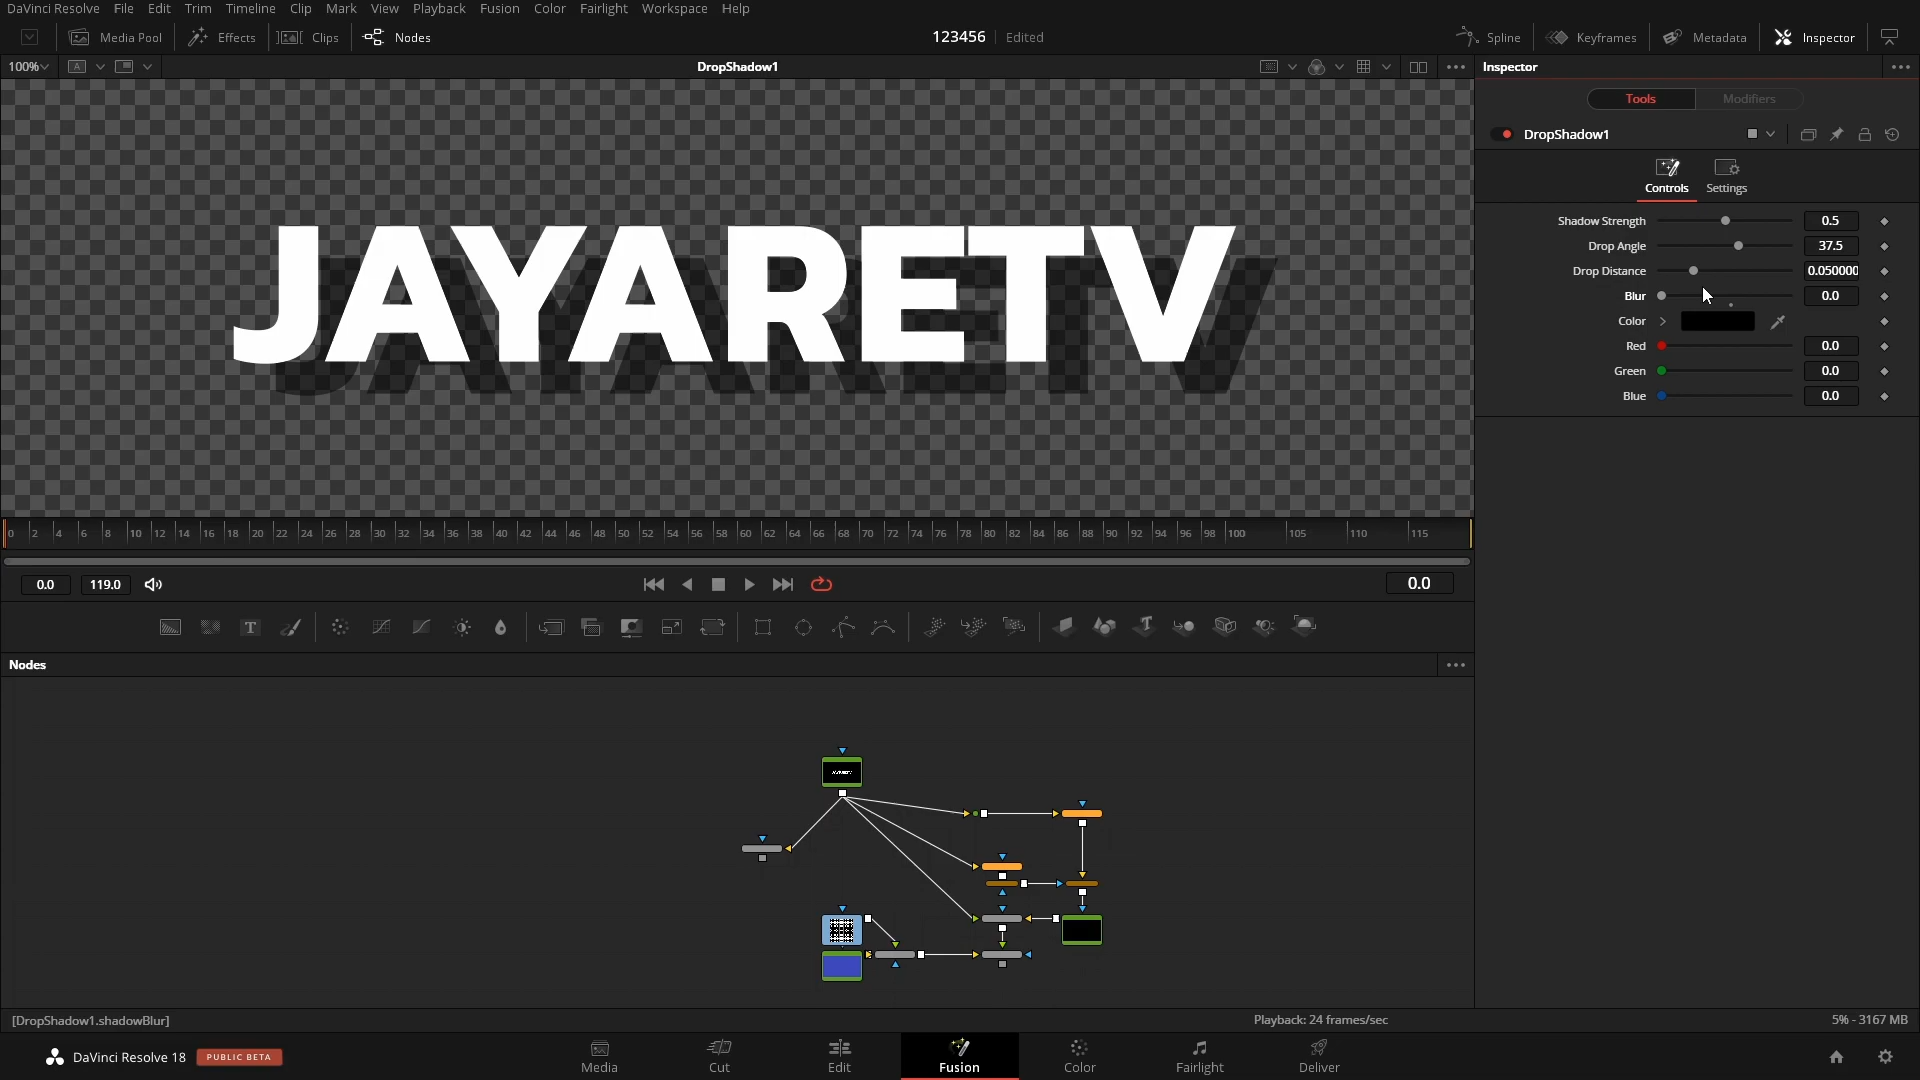 DaVinci Resolve File Edit Trim Timeline Clip Mark View Playback Fusion Color Fairlight Workspace Help
Media Pool Effects Clips Nodes 123456 Edited Spline Keyframes Metadata Inspector
100% A DropShadow1 Inspector
Tools Modifiers
DropShadow1
Controls Settings
Shadow Strength 0.5
Drop Angle 37.5
Drop Distance 0.050000
Blur 0.0
Color
Red 0.0
Green 0.0
Blue 0.0
JAYARETV
0 2 4 6 8 10 12 14 16 18 20 22 24 26 28 30 32 34 36 38 40 42 44 46 48 50 52 54 56 58 60 62 64 66 68 70 72 74 76 78 80 82 84 86 88 90 92 94 96 98 100 105 110 115
0.0 119.0 0.0
T
Nodes
[DropShadow1.shadowBlur] Playback: 24 frames/sec 5% - 3167 MB
DaVinci Resolve 18 PUBLIC BETA Media Cut Edit Fusion Color Fairlight Deliver